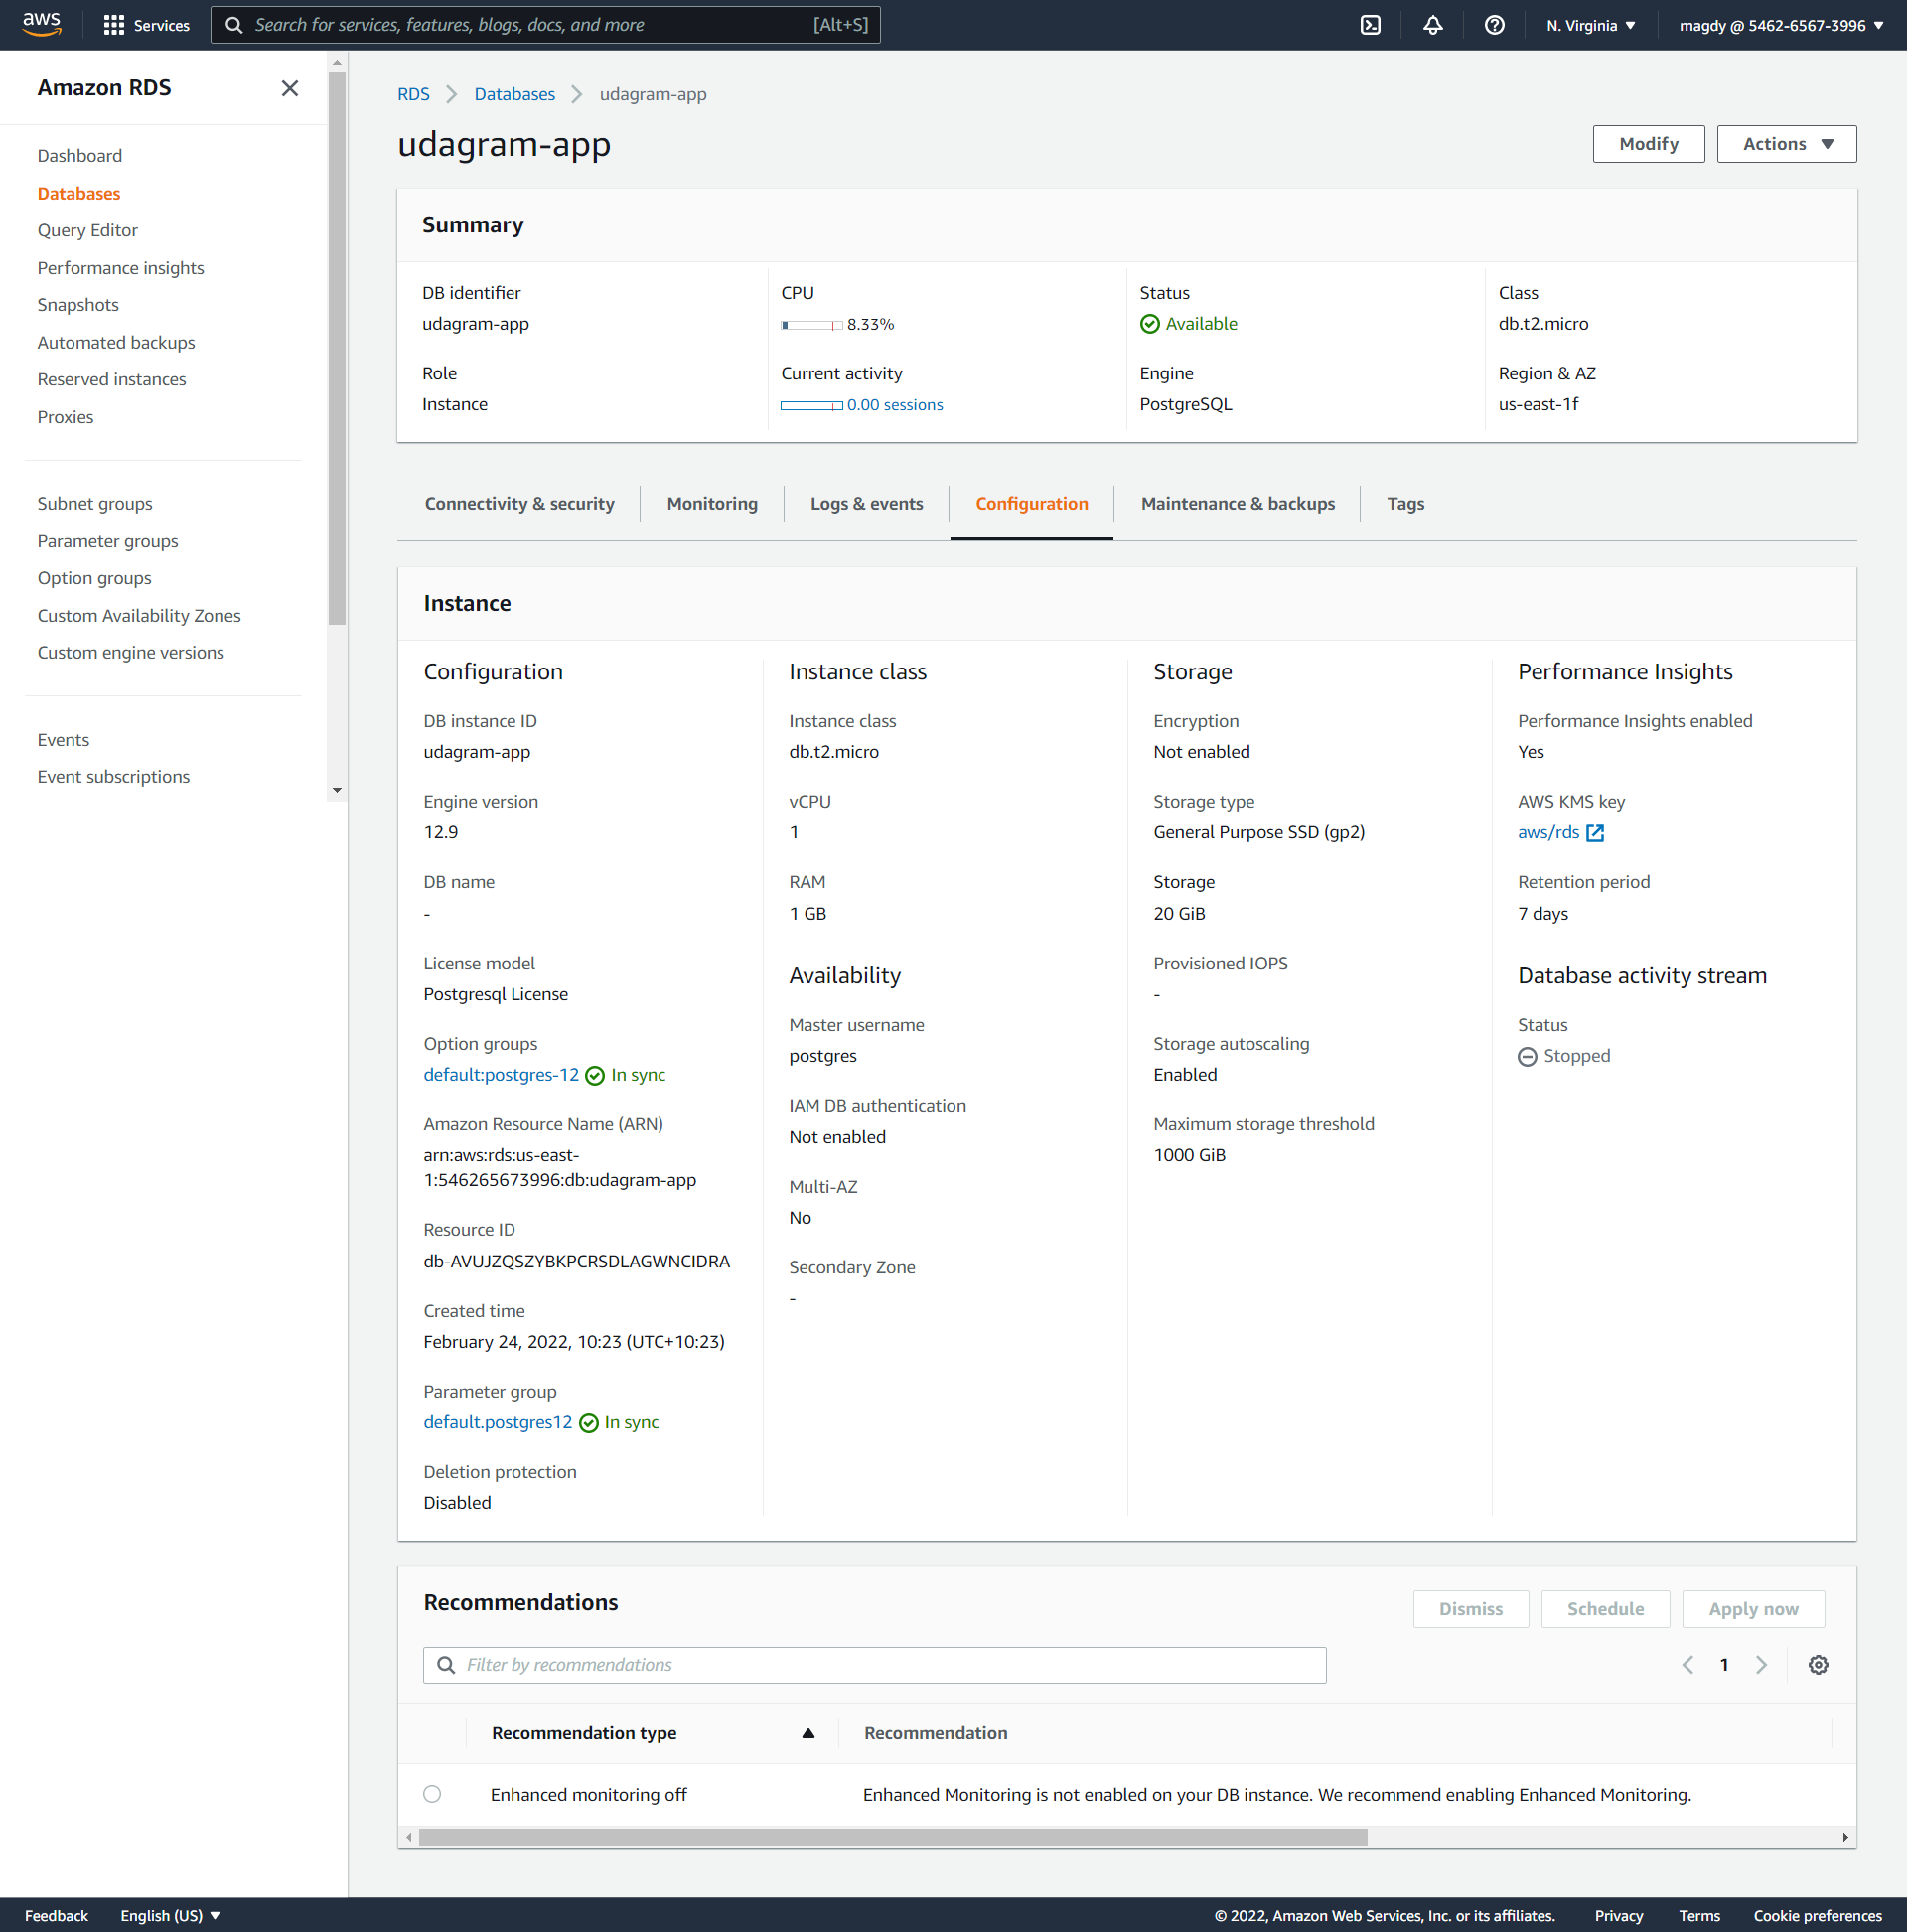 aws
Services
Search for services, features, blogs, docs, and more
[Alt+S]
N. Virginia
magdy @ 5462-6567-3996
Amazon RDS
Dashboard
Databases
Query Editor
Performance insights
Snapshots
Automated backups
Reserved instances
Proxies
Subnet groups
Parameter groups
Option groups
Custom Availability Zones
Custom engine versions
Events
Event subscriptions
RDS
Databases
udagram-app
udagram-app
Modify
Actions
Summary
DB identifier
udagram-app
CPU
8.33%
Status
Available
Class
db.t2.micro
Role
Instance
Current activity
0.00 sessions
Engine
PostgreSQL
Region & AZ
us-east-1f
Connectivity & security
Monitoring
Logs & events
Configuration
Maintenance & backups
Tags
Instance
Configuration
DB instance ID
udagram-app
Engine version
12.9
DB name
-
License model
Postgresql License
Option groups
default:postgres-12 In sync
Amazon Resource Name (ARN)
arn:aws:rds:us-east-
1:546265673996:db:udagram-app
Resource ID
db-AVUJZQSZYBKPCRSDLAGWNCIDRA
Created time
February 24, 2022, 10:23 (UTC+10:23)
Parameter group
default.postgres12 In sync
Deletion protection
Disabled
Instance class
Instance class
db.t2.micro
vCPU
1
RAM
1 GB
Availability
Master username
postgres
IAM DB authentication
Not enabled
Multi-AZ
No
Secondary Zone
-
Storage
Encryption
Not enabled
Storage type
General Purpose SSD (gp2)
Storage
20 GiB
Provisioned IOPS
-
Storage autoscaling
Enabled
Maximum storage threshold
1000 GiB
Performance Insights
Performance Insights enabled
Yes
AWS KMS key
aws/rds
Retention period
7 days
Database activity stream
Status
Stopped
Recommendations
Dismiss
Schedule
Apply now
Filter by recommendations
1
Recommendation type
Recommendation
Enhanced monitoring off
Enhanced Monitoring is not enabled on your DB instance. We recommend enabling Enhanced Monitoring.
Feedback
English (US)
© 2022, Amazon Web Services, Inc. or its affiliates.
Privacy
Terms
Cookie preferences